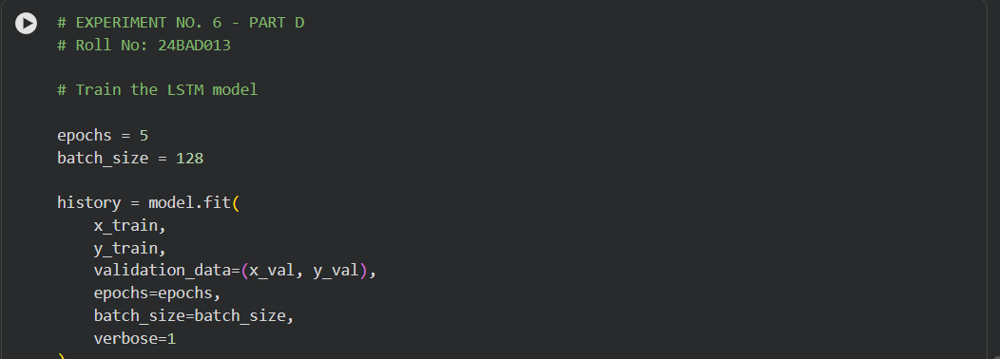 # EXPERIMENT NO. 6 - PART D
# Roll No: 24BAD013
# Train the LSTM model
epochs = 5
batch_size = 128
history = model.fit(
    x_train,
    y_train,
    validation_data=(x_val, y_val),
    epochs=epochs,
    batch_size=batch_size,
    verbose=1
)